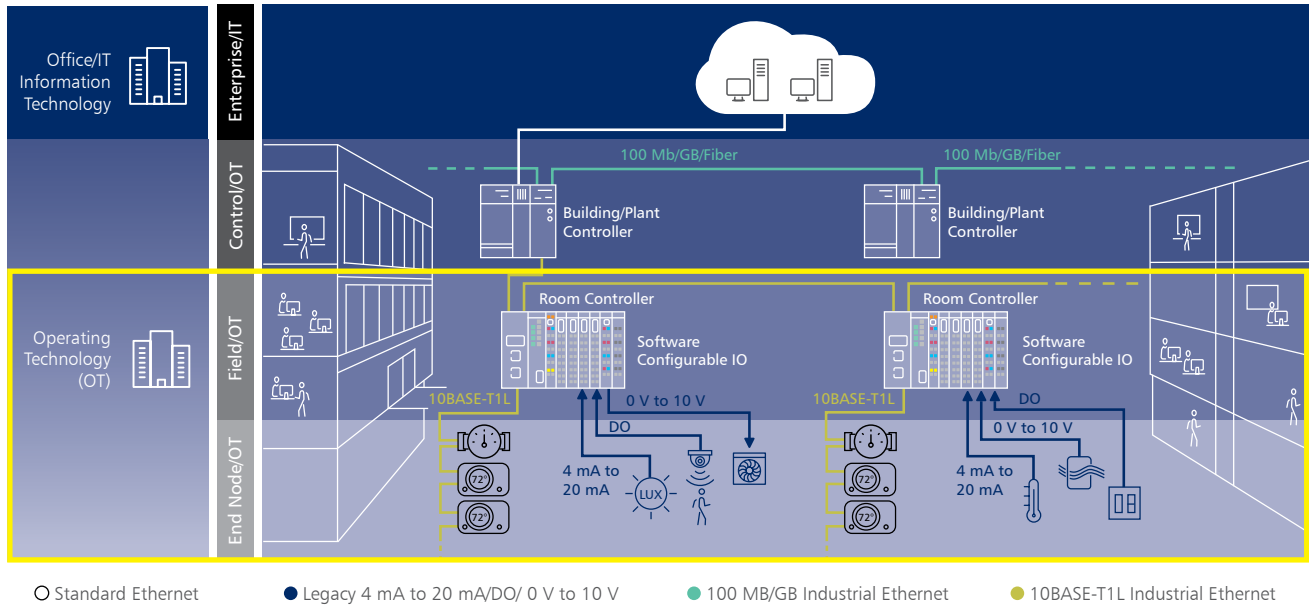 Office/IT
Information
Technology
Enterprise/IT
100 Mb/GB/Fiber
100 Mb/GB/Fiber
Control/OT
Building/Plant
Controller
Building/Plant
Controller
Operating
Technology
(OT)
Field/OT
Room Controller
Software
Configurable IO
Room Controller
Software
Configurable IO
10BASE-T1L
0 V to 10 V
DO
4 mA to
20 mA
LUX
10BASE-T1L
DO
0 V to 10 V
4 mA to
20 mA
End Node/OT
72°
72°
72°
72°
Standard Ethernet
Legacy 4 mA to 20 mA/DO/ 0 V to 10 V
100 MB/GB Industrial Ethernet
10BASE-T1L Industrial Ethernet